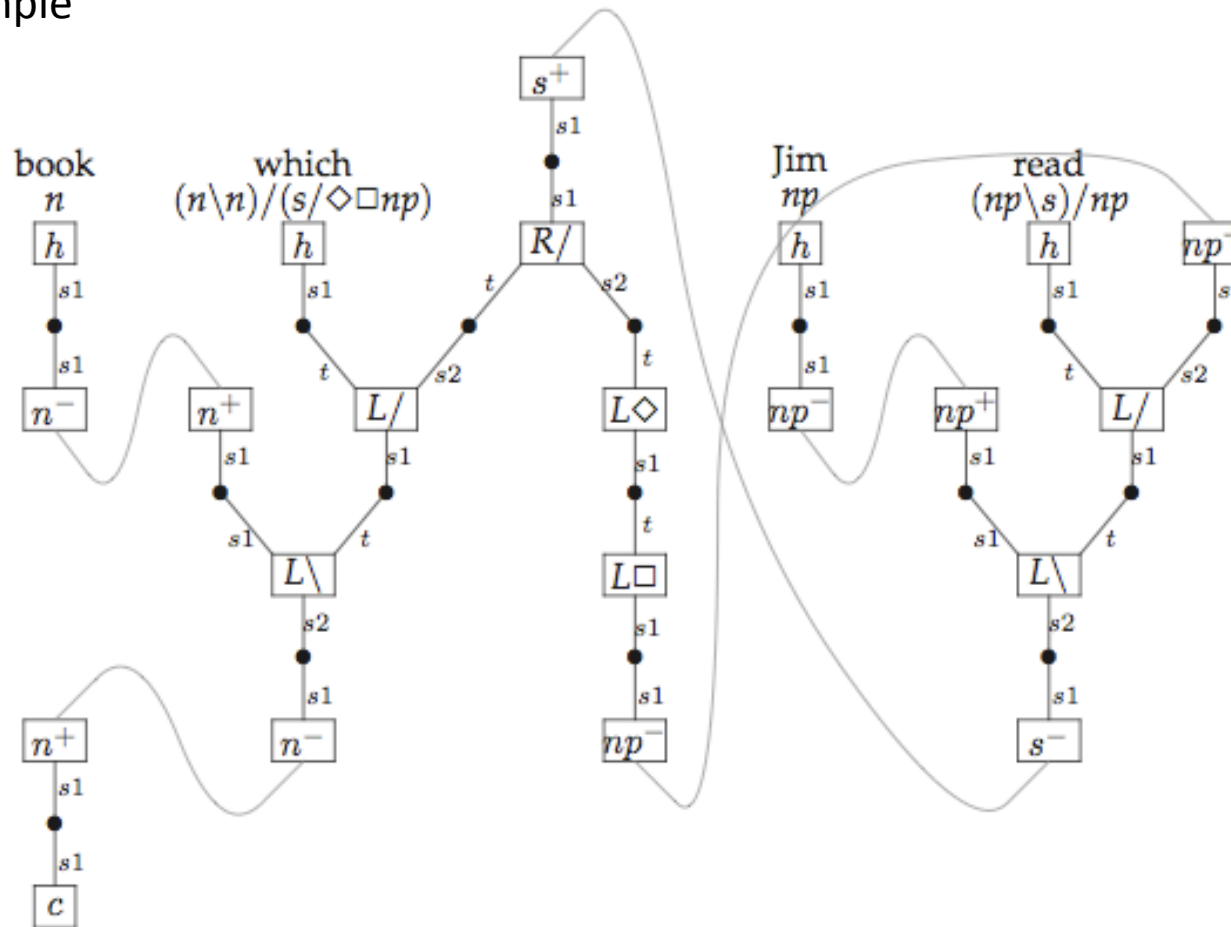 s⁺
s1
book
which
s1
Jim
read
n
(n\n)/(s/◇□np)
np
(np\s)/np
h
h
R/
h
h
s1
s1
t
s2
s1
s1
s1
t
s2
t
s1
t
s2
n⁻
n⁺
L/
L◇
np⁻
np⁺
L/
s1
s1
s1
s1
s1
s1
t
t
s1
t
L\
L□
L\
s2
s1
s2
s1
s1
s1
n⁺
n⁻
np⁻
s⁻
s1
s1
c